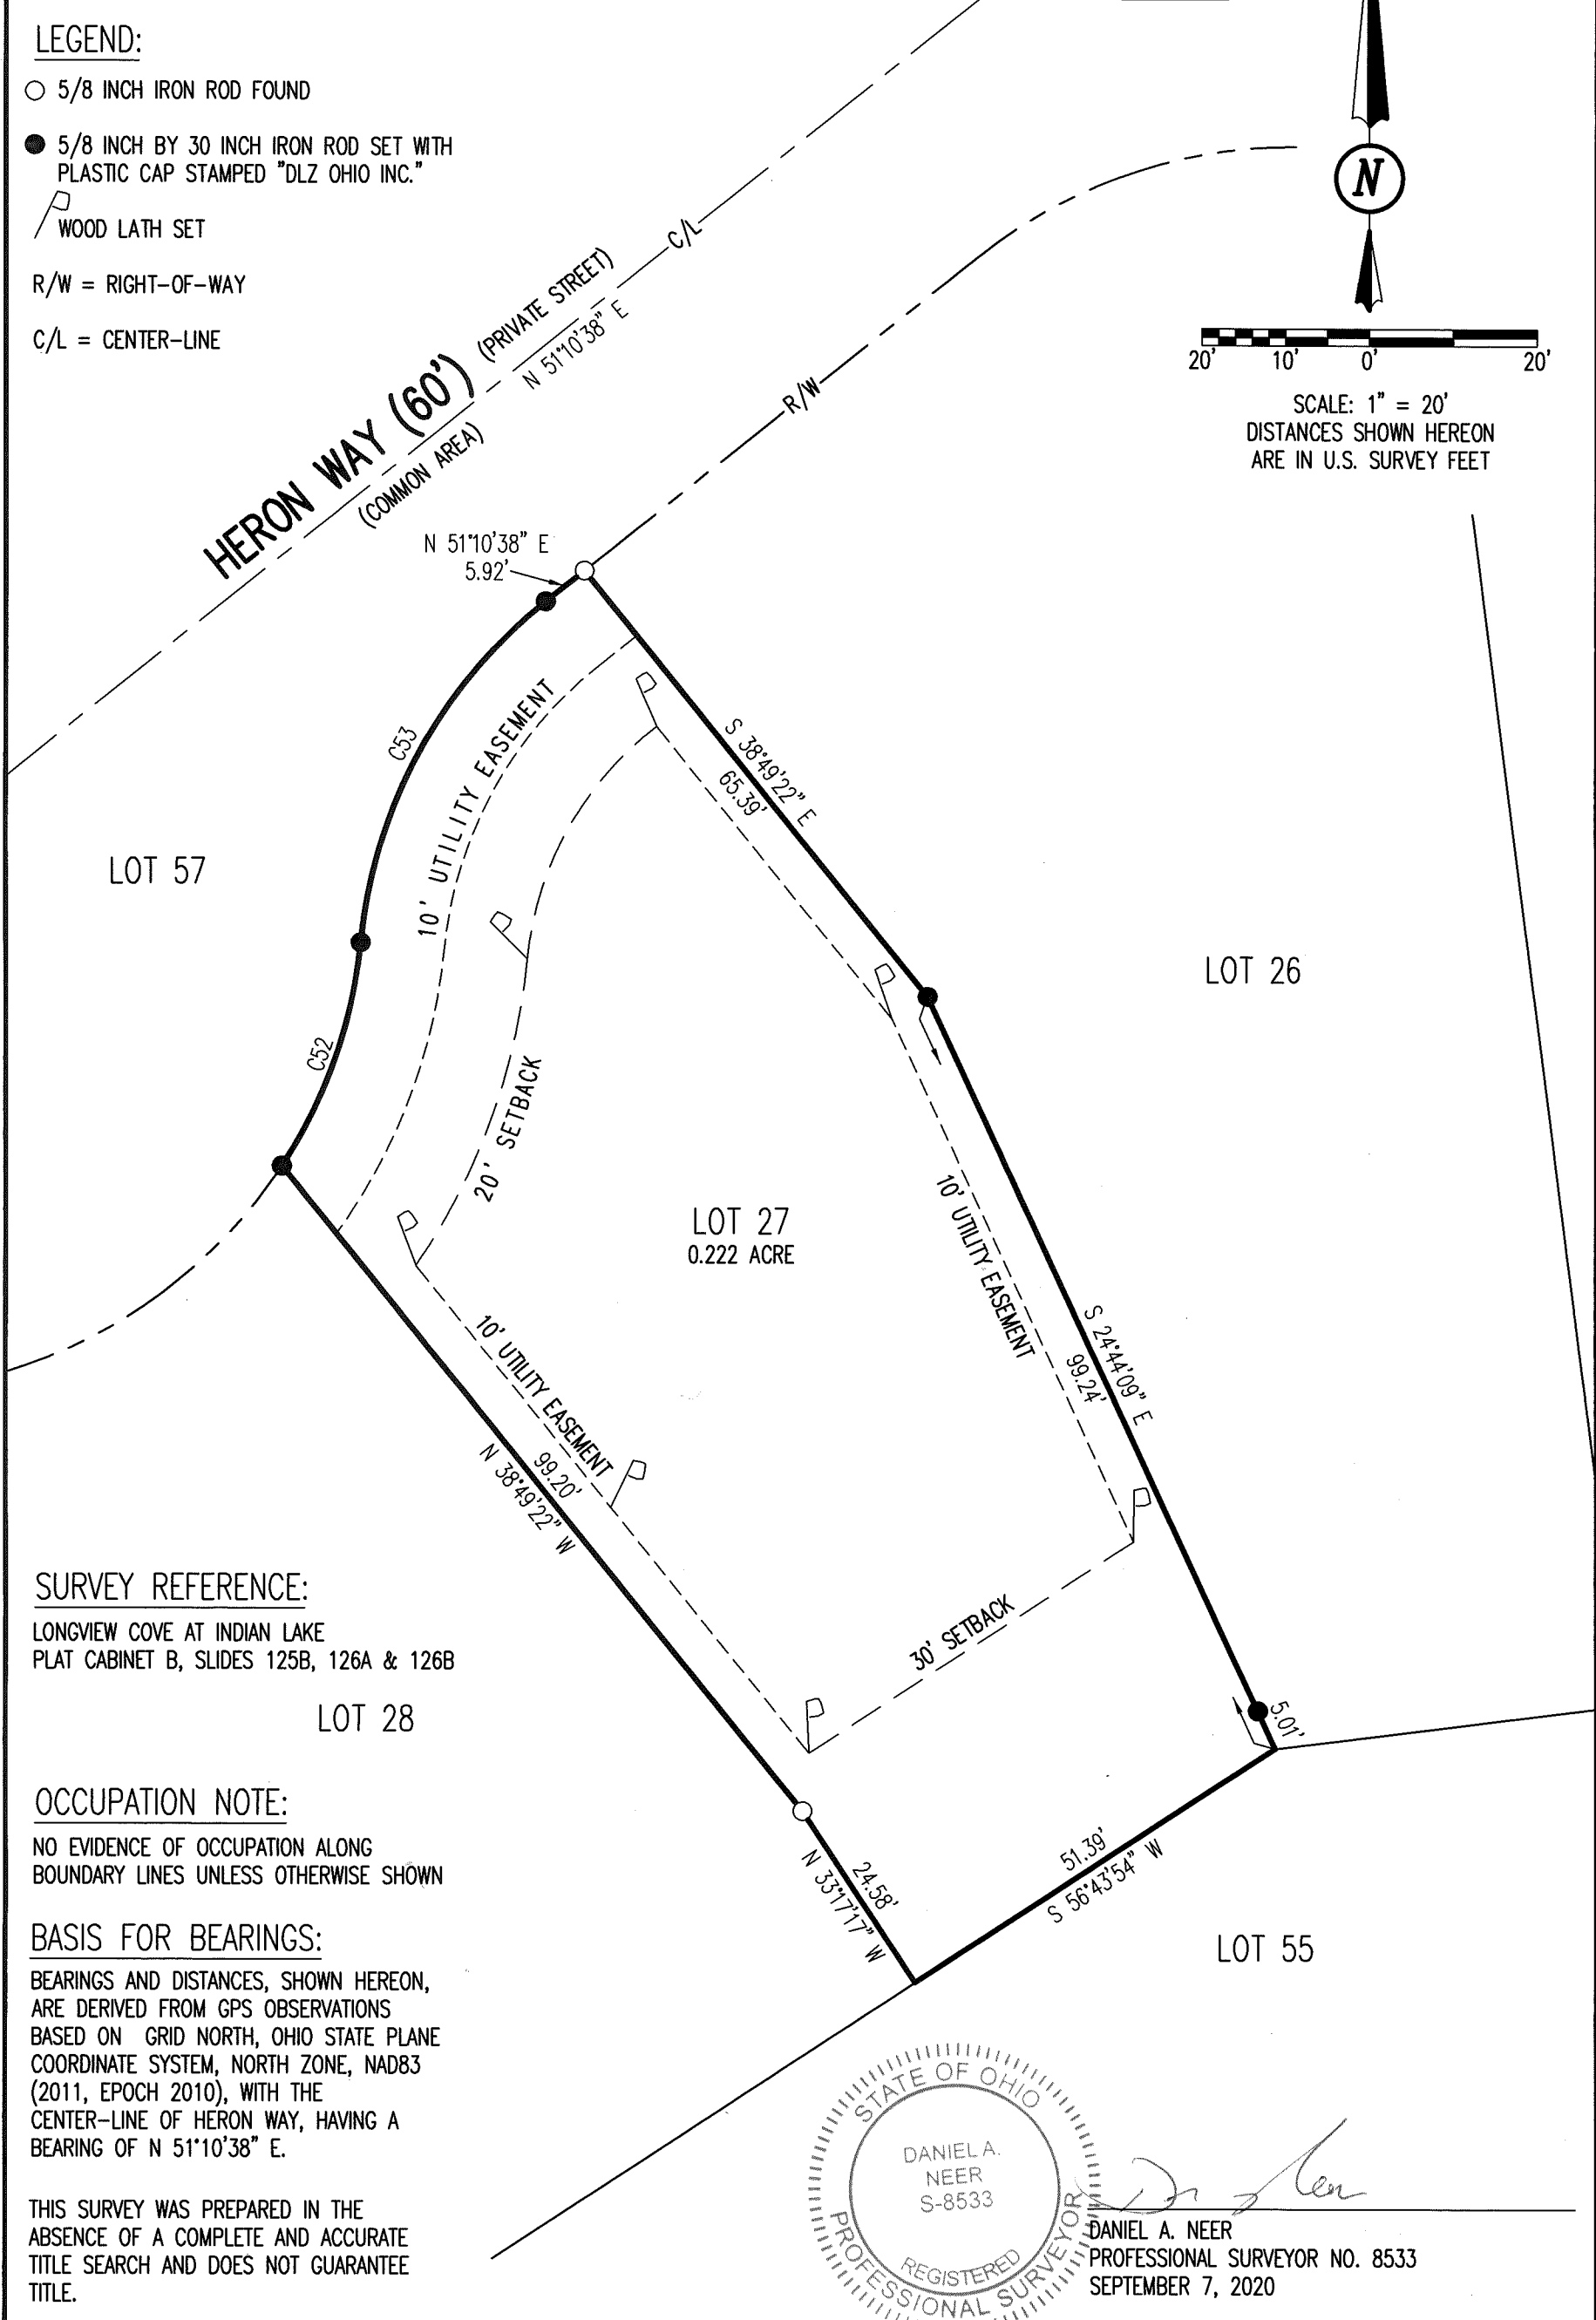 LEGEND:
5/8 INCH IRON ROD FOUND
5/8 INCH BY 30 INCH IRON ROD SET WITH
PLASTIC CAP STAMPED "DLZ OHIO INC."
WOOD LATH SET
R/W = RIGHT-OF-WAY
C/L = CENTER-LINE
N
20' 10' 0' 20'
SCALE: 1" = 20'
DISTANCES SHOWN HEREON
ARE IN U.S. SURVEY FEET
HERON WAY (60') (PRIVATE STREET)
C/L
N 51°10'38" E
(COMMON AREA)
R/W
N 51°10'38" E
5.92'
C53
10' UTILITY EASEMENT
S 38°49'22" E
65.39'
LOT 57
LOT 26
C52
20' SETBACK
LOT 27
0.222 ACRE
10' UTILITY EASEMENT
S 24°44'09" E
99.24'
10' UTILITY EASEMENT
99.20'
N 38°49'22" W
30' SETBACK
5.01'
SURVEY REFERENCE:
LONGVIEW COVE AT INDIAN LAKE
PLAT CABINET B, SLIDES 125B, 126A & 126B
LOT 28
OCCUPATION NOTE:
NO EVIDENCE OF OCCUPATION ALONG
BOUNDARY LINES UNLESS OTHERWISE SHOWN
24.58'
N 33°17'17" W
51.39'
S 56°43'54" W
LOT 55
BASIS FOR BEARINGS:
BEARINGS AND DISTANCES, SHOWN HEREON,
ARE DERIVED FROM GPS OBSERVATIONS
BASED ON GRID NORTH, OHIO STATE PLANE
COORDINATE SYSTEM, NORTH ZONE, NAD83
(2011, EPOCH 2010), WITH THE
CENTER-LINE OF HERON WAY, HAVING A
BEARING OF N 51°10'38" E.
THIS SURVEY WAS PREPARED IN THE
ABSENCE OF A COMPLETE AND ACCURATE
TITLE SEARCH AND DOES NOT GUARANTEE
TITLE.
STATE OF OHIO
DANIEL A.
NEER
S-8533
REGISTERED
PROFESSIONAL SURVEYOR
DANIEL A. NEER
PROFESSIONAL SURVEYOR NO. 8533
SEPTEMBER 7, 2020